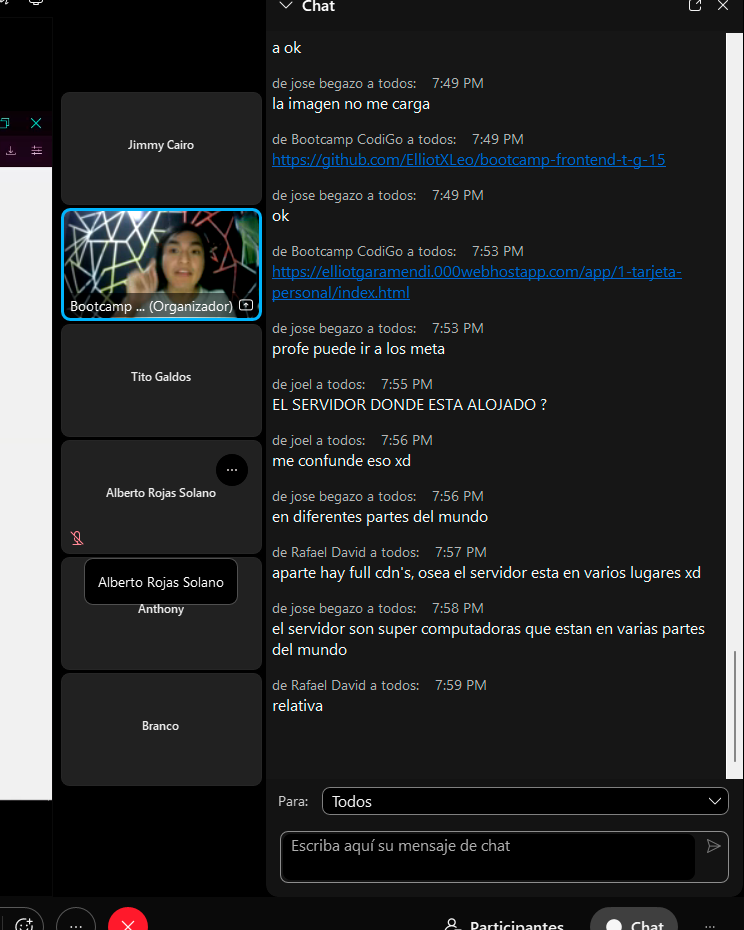 Chat
a ok
de jose begazo a todos: 7:49 PM
la imagen no me carga
de Bootcamp CodiGo a todos: 7:49 PM
https://github.com/ElliotXLeo/bootcamp-frontend-t-g-15
de jose begazo a todos: 7:49 PM
ok
de Bootcamp CodiGo a todos: 7:53 PM
https://elliotgaramendi.000webhostapp.com/app/1-tarjeta-
personal/index.html
de jose begazo a todos: 7:53 PM
profe puede ir a los meta
de joel a todos: 7:55 PM
EL SERVIDOR DONDE ESTA ALOJADO ?
de joel a todos: 7:56 PM
me confunde eso xd
de jose begazo a todos: 7:56 PM
en diferentes partes del mundo
de Rafael David a todos: 7:57 PM
aparte hay full cdn's, osea el servidor esta en varios lugares xd
de jose begazo a todos: 7:58 PM
el servidor son super computadoras que estan en varias partes
del mundo
de Rafael David a todos: 7:59 PM
relativa
Para: Todos
Escriba aquí su mensaje de chat
Jimmy Cairo
Bootcamp ... (Organizador)
Tito Galdos
Alberto Rojas Solano
Alberto Rojas Solano
Anthony
Branco
Participantes
Chat